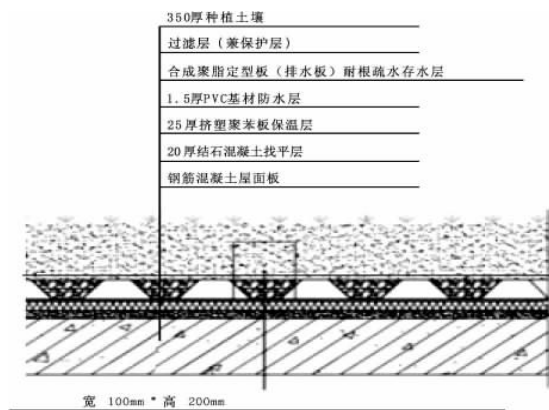 350厚种植土壤
过滤层（兼保护层）
合成聚脂定型板（排水板）耐根疏水存水层
1.5厚PVC基材防水层
25厚挤塑聚苯板保温层
20厚结石混凝土找平层
钢筋混凝土屋面板
宽 100mm * 高 200mm